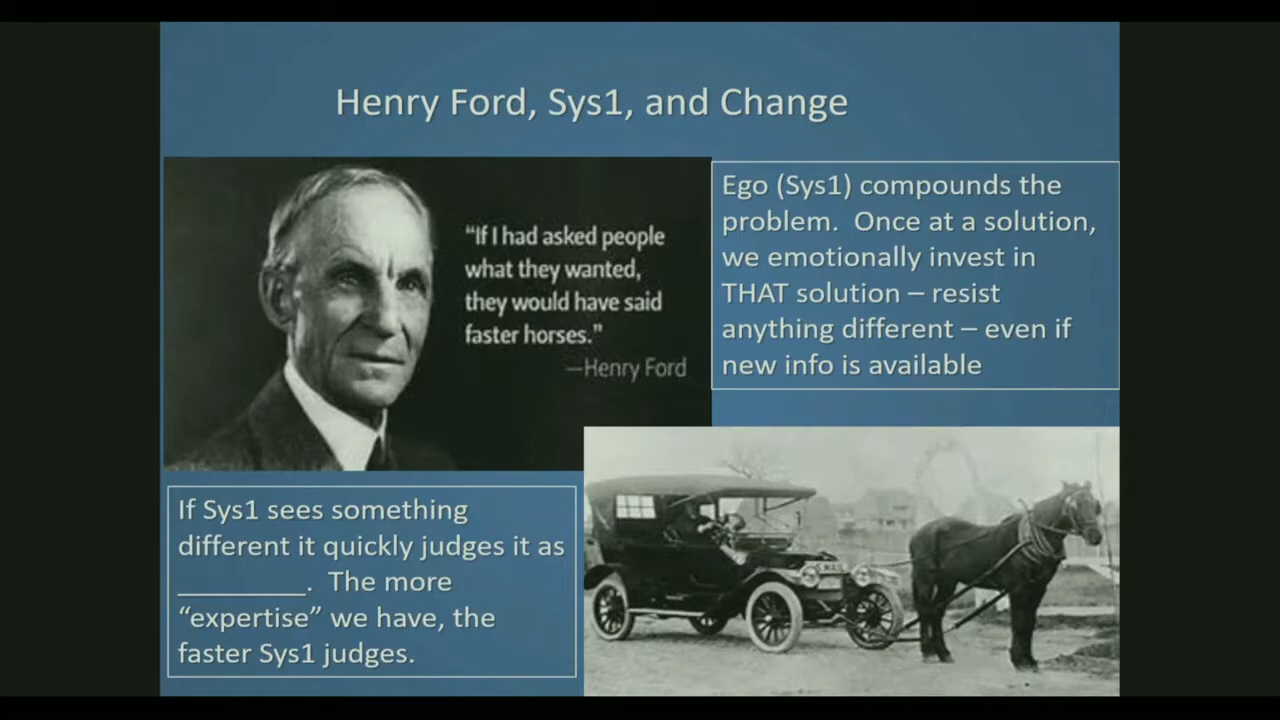 Henry Ford, Sys1, and Change
“If I had asked people
what they wanted,
they would have said
faster horses.”
—Henry Ford
Ego (Sys1) compounds the
problem.  Once at a solution,
we emotionally invest in
THAT solution – resist
anything different – even if
new info is available
If Sys1 sees something
different it quickly judges it as
________.  The more
“expertise” we have, the
faster Sys1 judges.